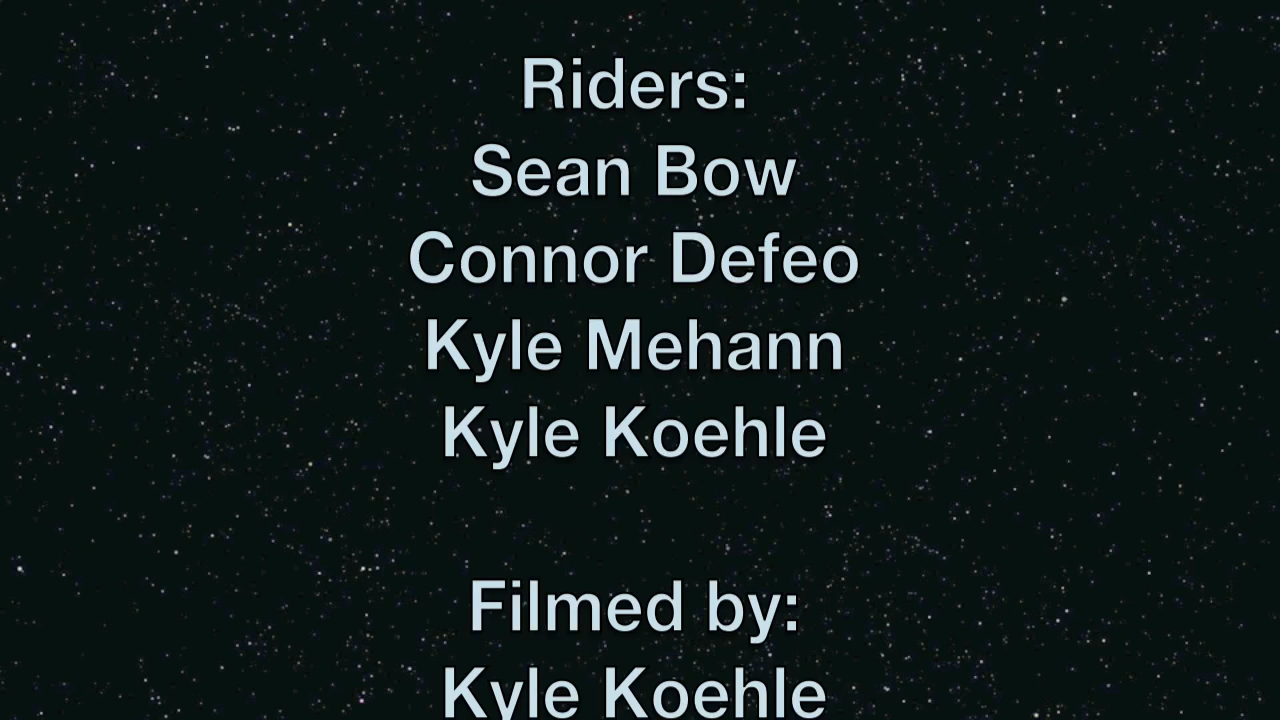 Riders:
Sean Bow
Connor Defeo
Kyle Mehann
Kyle Koehle
Filmed by:
Kyle Koehle